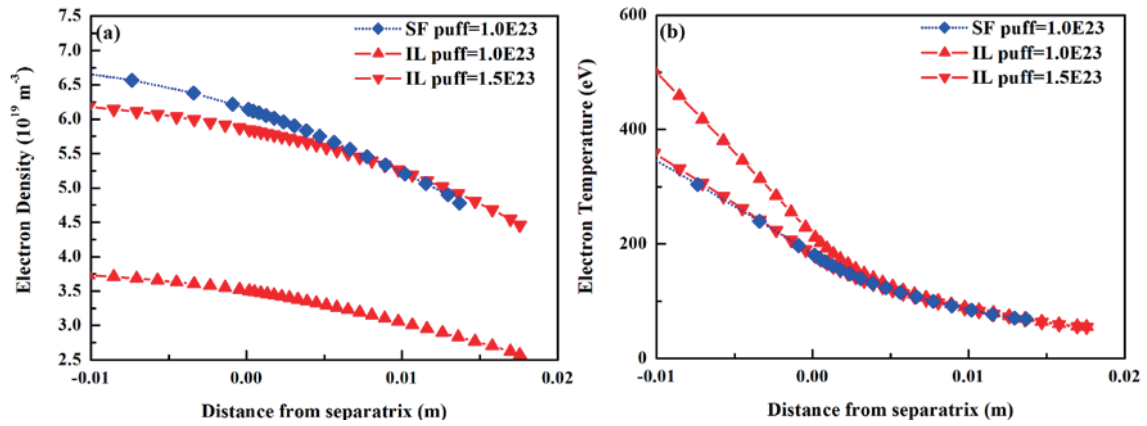 (a)
SF puff=1.0E23
IL puff=1.0E23
IL puff=1.5E23
Electron Density (10¹⁹ m⁻³)
7.5
7.0
6.5
6.0
5.5
5.0
4.5
4.0
3.5
3.0
2.5
-0.01
0.00
0.01
0.02
Distance from separatrix (m)
(b)
SF puff=1.0E23
IL puff=1.0E23
IL puff=1.5E23
Electron Temperature (eV)
600
400
200
0
-0.01
0.00
0.01
0.02
Distance from separatrix (m)